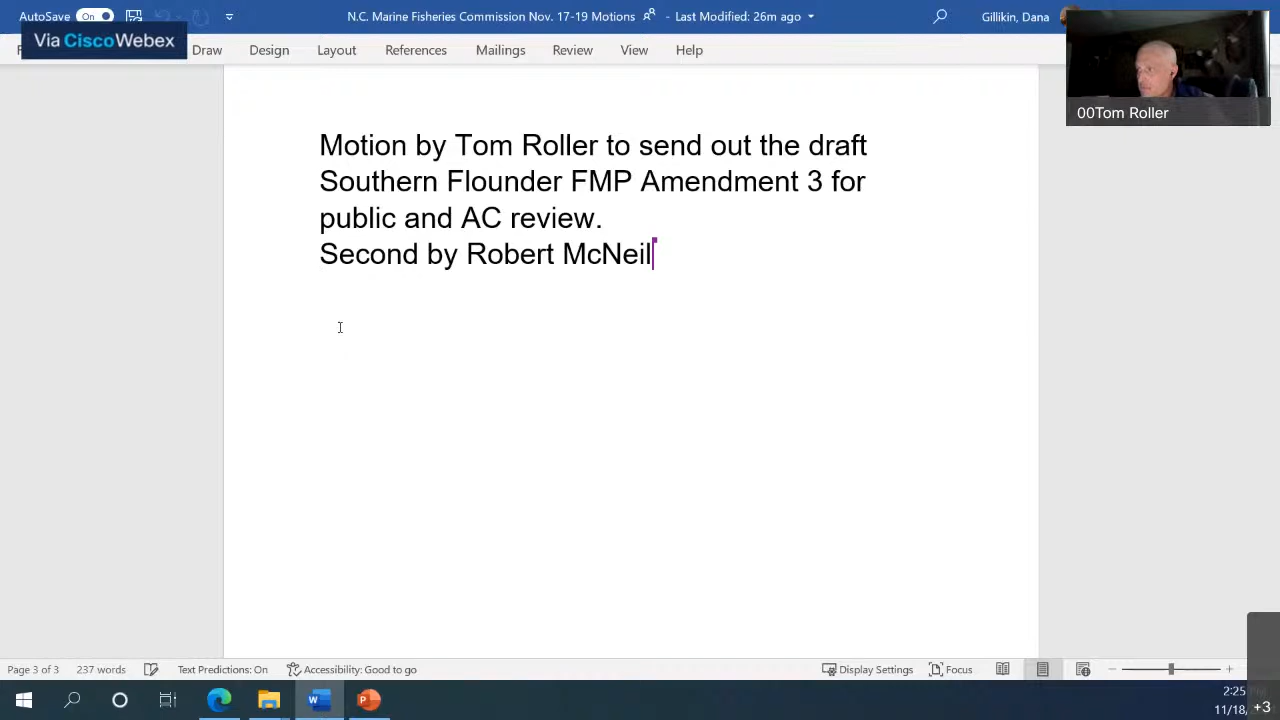 AutoSave On N.C. Marine Fisheries Commission Nov. 17-19 Motions - Last Modified: 26m ago Gillikin, Dana
Via CiscoWebex
Draw Design Layout References Mailings Review View Help
00Tom Roller
Motion by Tom Roller to send out the draft
Southern Flounder FMP Amendment 3 for
public and AC review.
Second by Robert McNeil
Page 3 of 3 237 words Text Predictions: On Accessibility: Good to go Display Settings Focus
2:25
11/18/
+3